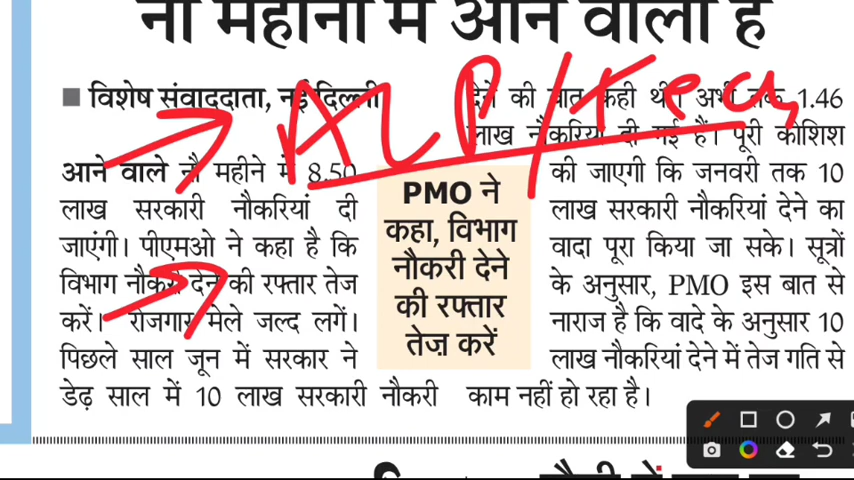 नौ महीनों में आने वाली है
■ विशेष संवाददाता, नई दिल्ली
आने वाले नौ महीने में 8.50
लाख सरकारी नौकरियां दी
जाएंगी। पीएमओ ने कहा है कि
विभाग नौकरी देने की रफ्तार तेज
करें। रोजगार मेले जल्द लगें।
पिछले साल जून में सरकार ने
डेढ़ साल में 10 लाख सरकारी नौकरी
PMO ने
कहा, विभाग
नौकरी देने
की रफ्तार
तेज़ करें
देने की बात कही थी। अभी तक 1.46
लाख नौकरियां दी गई हैं। पूरी कोशिश
की जाएगी कि जनवरी तक 10
लाख सरकारी नौकरियां देने का
वादा पूरा किया जा सके। सूत्रों
के अनुसार, PMO इस बात से
नाराज है कि वादे के अनुसार 10
लाख नौकरियां देने में तेज गति से
काम नहीं हो रहा है।
ALP/Tech